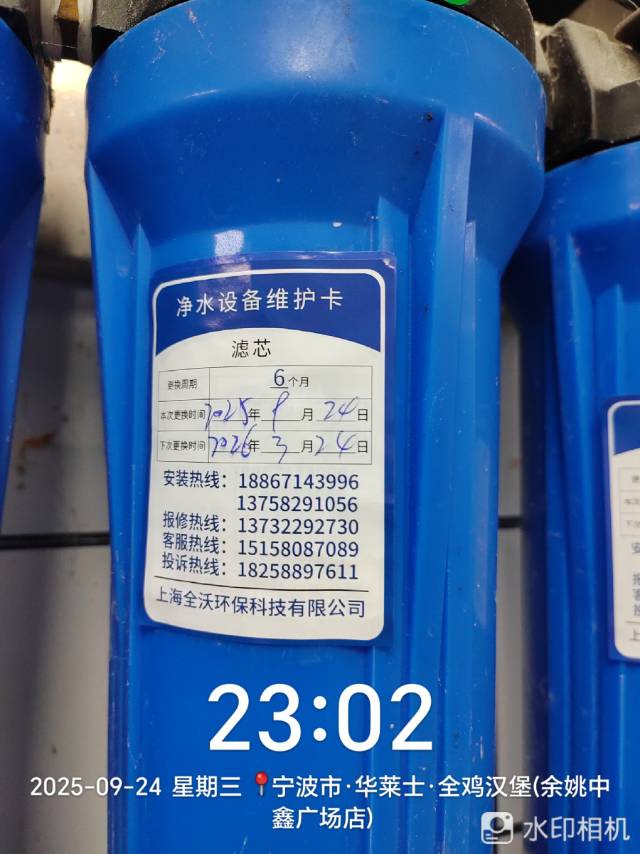 净水设备维护卡
滤芯
更换周期 6个月
本次更换时间 2025年9月24日
下次更换时间 2026年3月24日
安装热线：18867143996
13758291056
报修热线：13732292730
客服热线：15158087089
投诉热线：18258897611
上海全沃环保科技有限公司
23:02
2025-09-24 星期三 宁波市·华莱士·全鸡汉堡(余姚中
鑫广场店)
水印相机